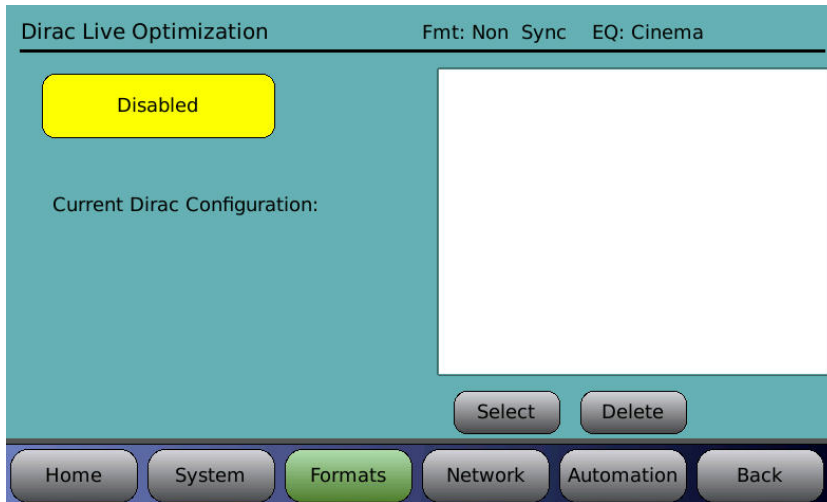 Dirac Live Optimization Fmt: Non Sync EQ: Cinema
Disabled
Current Dirac Configuration:
Select Delete
Home System Formats Network Automation Back